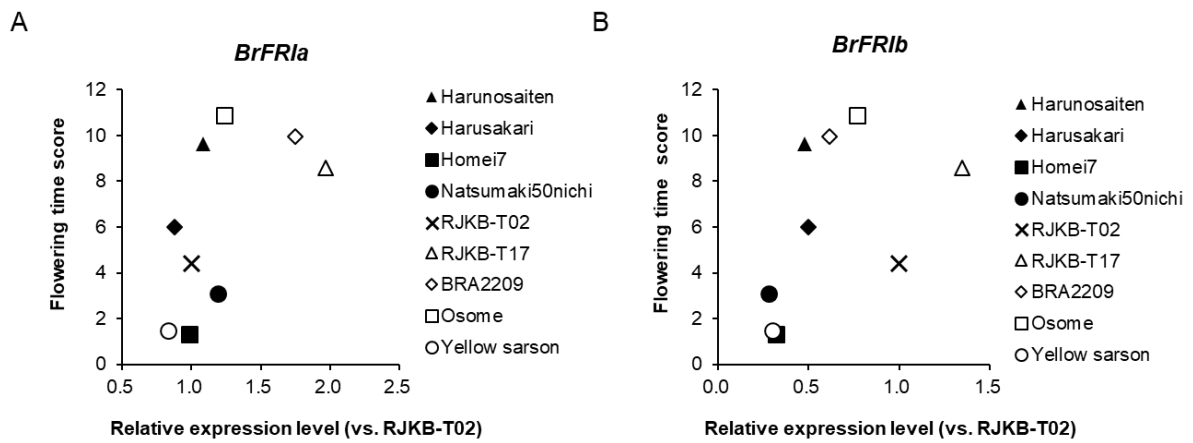 A
BrFRIa
Flowering time score
12
10
8
6
4
2
0
0.5 1.0 1.5 2.0 2.5
Relative expression level (vs. RJKB-T02)
Harunosaiten
Harusakari
Homei7
Natsumaki50nichi
RJKB-T02
RJKB-T17
BRA2209
Osome
Yellow sarson
B
BrFRIb
Flowering time score
12
10
8
6
4
2
0
0.0 0.5 1.0 1.5
Relative expression level (vs. RJKB-T02)
Harunosaiten
Harusakari
Homei7
Natsumaki50nichi
RJKB-T02
RJKB-T17
BRA2209
Osome
Yellow sarson